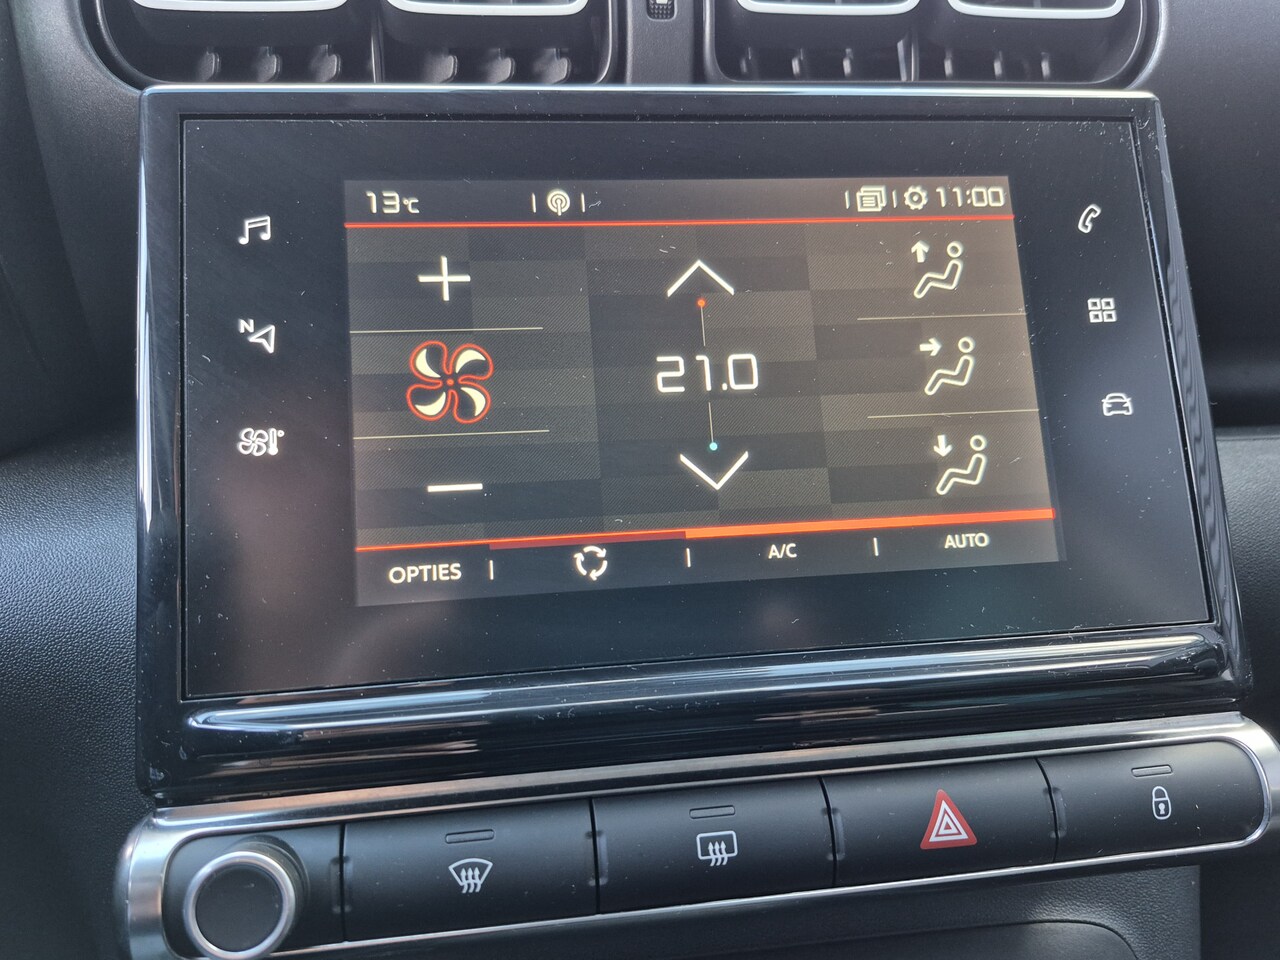 13°C
11:00
N
21.0
OPTIES
A/C
AUTO